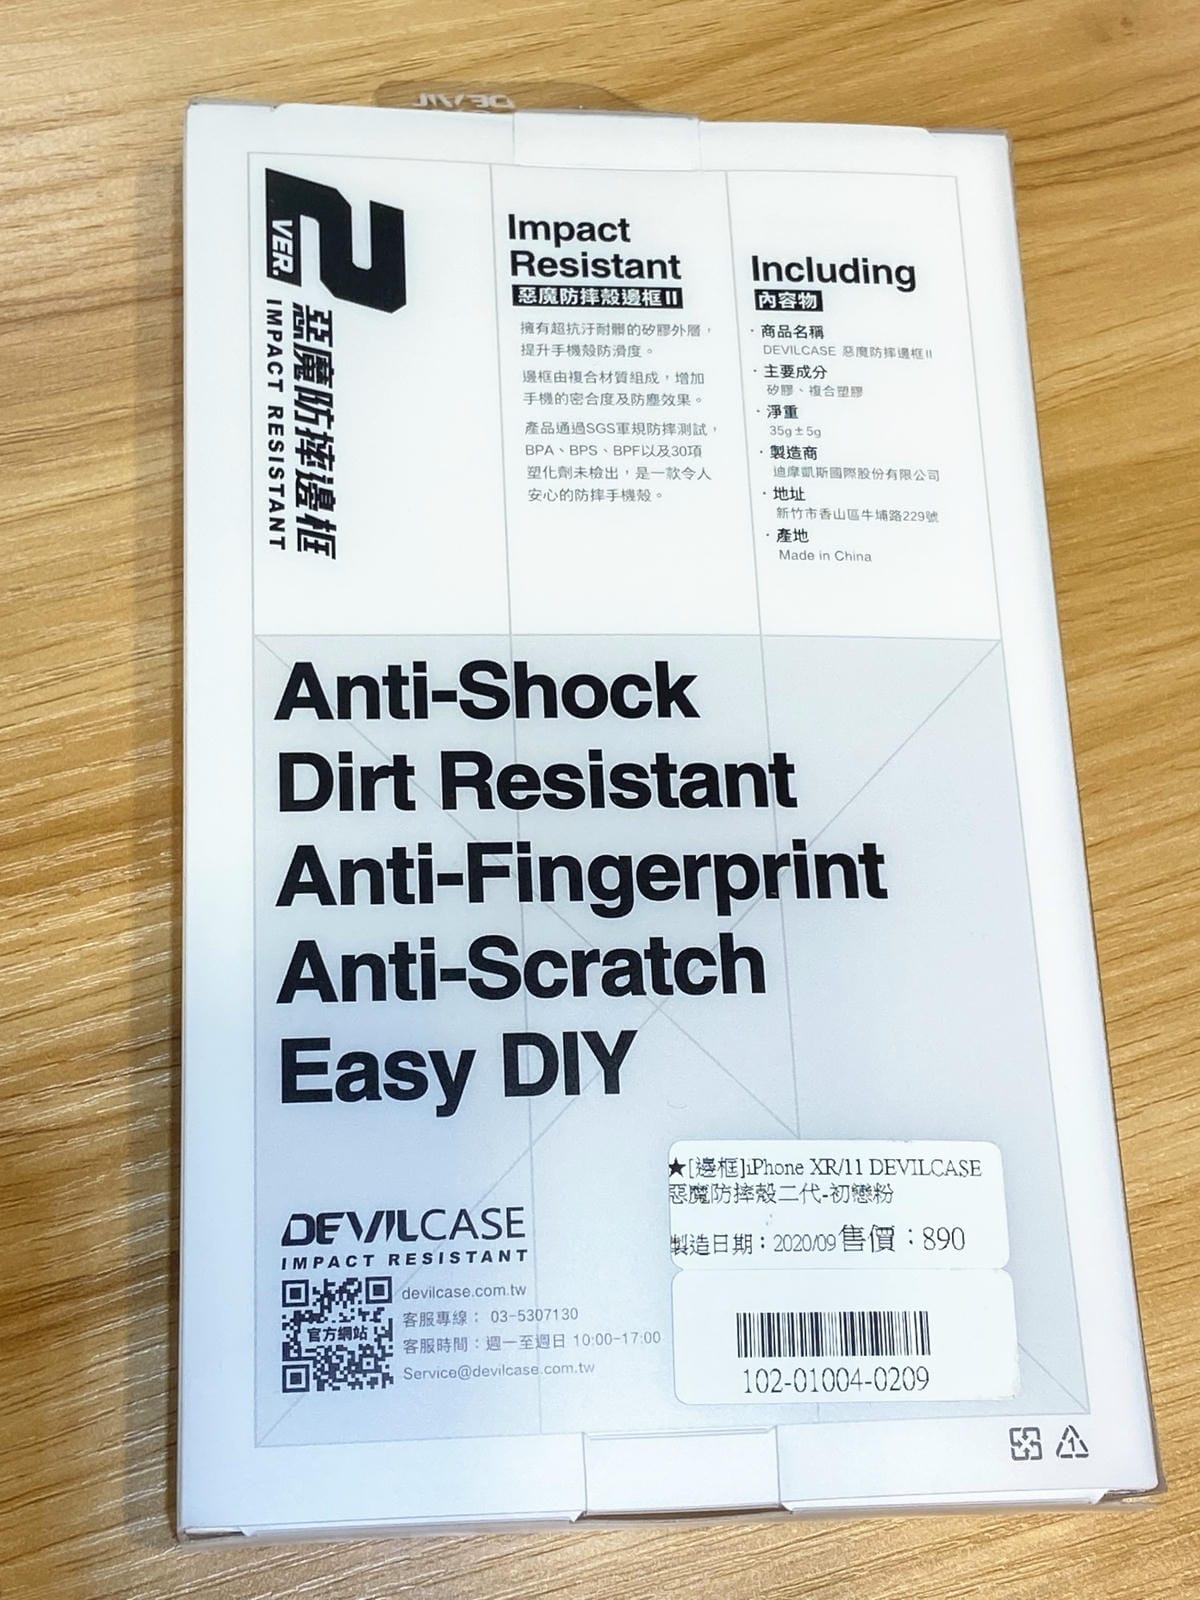 2
VER.
惡魔防摔邊框
IMPACT RESISTANT
Impact
Resistant
惡魔防摔殼邊框II
擁有超抗汙耐髒的矽膠外層，
提升手機殼防滑度。
邊框由複合材質組成，增加
手機的密合度及防塵效果。
產品通過SGS軍規防摔測試，
BPA、BPS、BPF以及30項
塑化劑未檢出，是一款令人
安心的防摔手機殼。
Including
內容物
·商品名稱
DEVILCASE 惡魔防摔邊框II
·主要成分
矽膠、複合塑膠
·淨重
35g±5g
·製造商
迪摩凱斯國際股份有限公司
·地址
新竹市香山區牛埔路229號
·產地
Made in China
Anti-Shock
Dirt Resistant
Anti-Fingerprint
Anti-Scratch
Easy DIY
DEVILCASE
IMPACT RESISTANT
官方網站
devilcase.com.tw
客服專線： 03-5307130
客服時間：週一至週日 10:00-17:00
Service@devilcase.com.tw
★[邊框]iPhone XR/11 DEVILCASE
惡魔防摔殼二代-初戀粉
製造日期：2020/09 售價：890
102-01004-0209
1